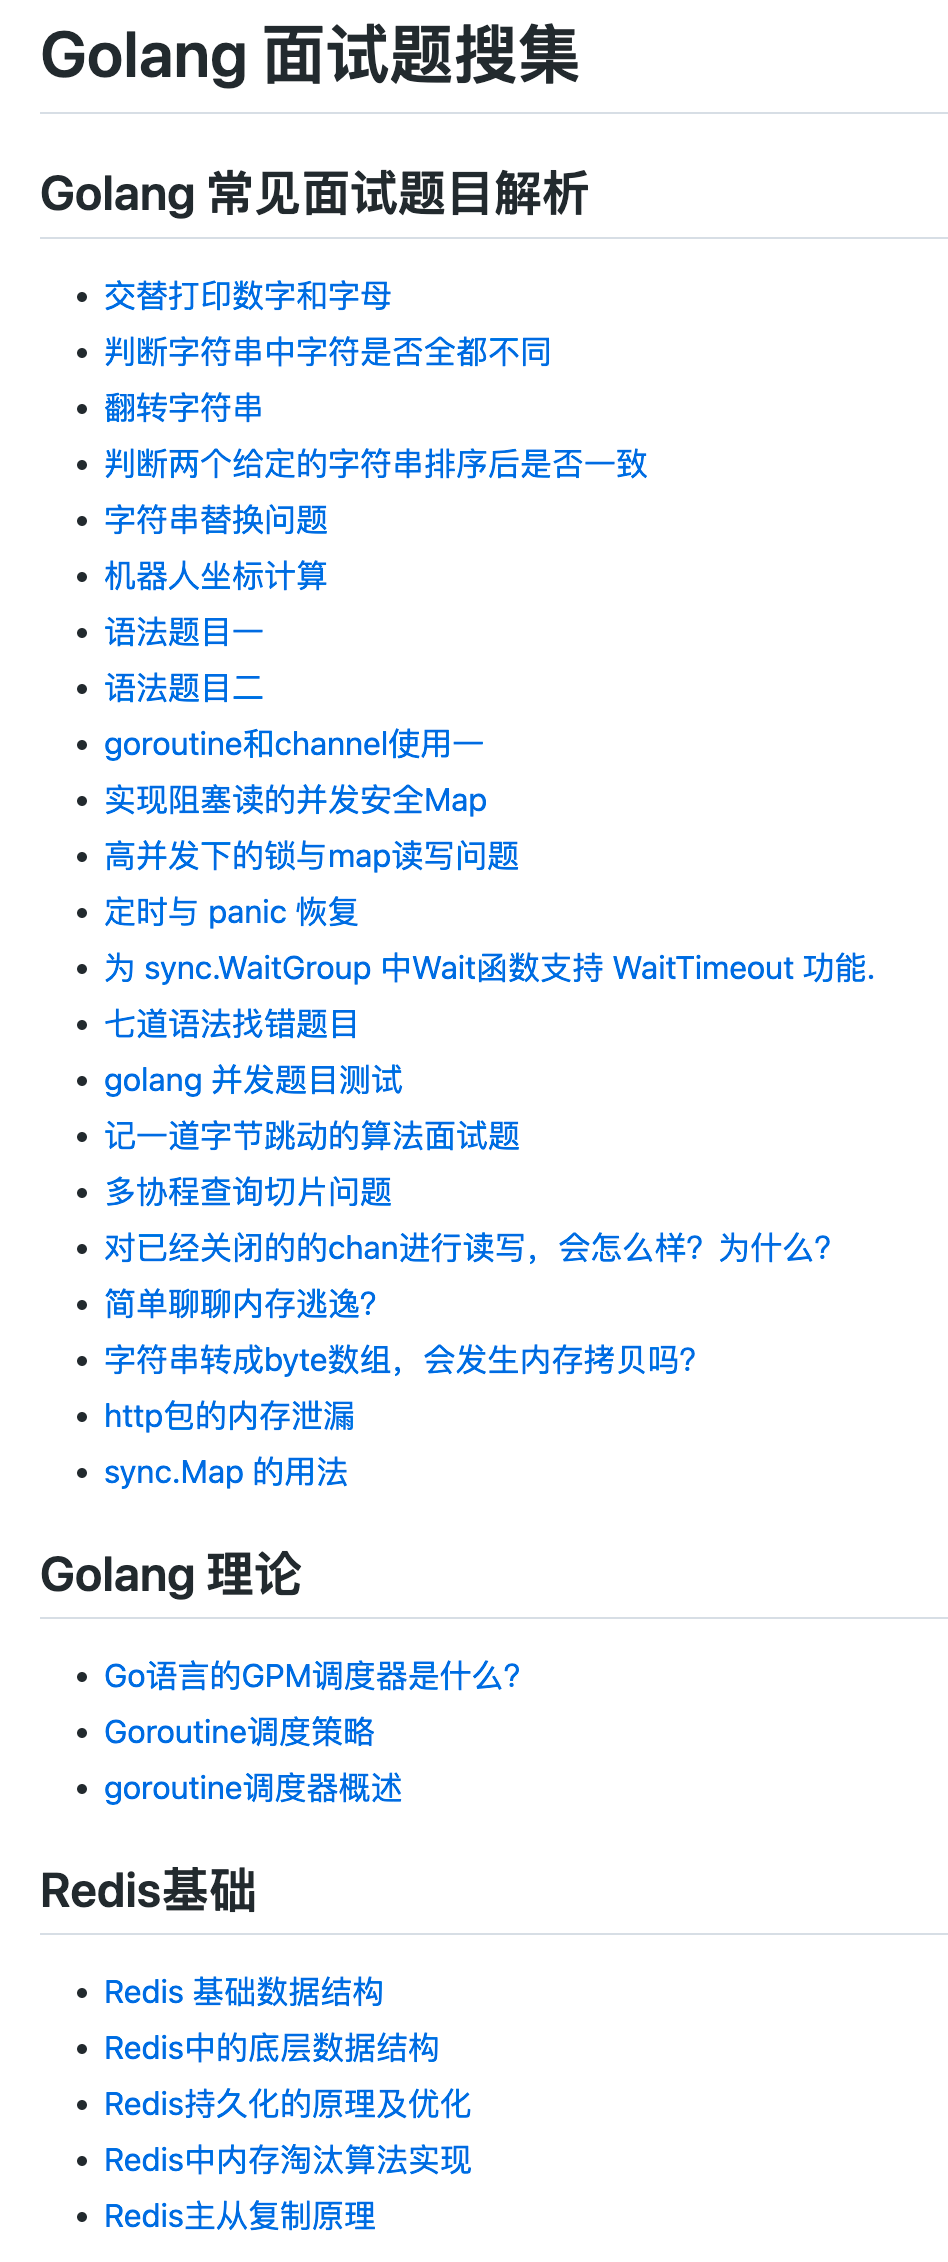 Golang 面试题搜集
Golang 常见面试题目解析
交替打印数字和字母
判断字符串中字符是否全都不同
翻转字符串
判断两个给定的字符串排序后是否一致
字符串替换问题
机器人坐标计算
语法题目一
语法题目二
goroutine和channel使用一
实现阻塞读的并发安全Map
高并发下的锁与map读写问题
定时与 panic 恢复
为 sync.WaitGroup 中Wait函数支持 WaitTimeout 功能.
七道语法找错题目
golang 并发题目测试
记一道字节跳动的算法面试题
多协程查询切片问题
对已经关闭的的chan进行读写，会怎么样？为什么？
简单聊聊内存逃逸？
字符串转成byte数组，会发生内存拷贝吗？
http包的内存泄漏
sync.Map 的用法
Golang 理论
Go语言的GPM调度器是什么？
Goroutine调度策略
goroutine调度器概述
Redis基础
Redis 基础数据结构
Redis中的底层数据结构
Redis持久化的原理及优化
Redis中内存淘汰算法实现
Redis主从复制原理